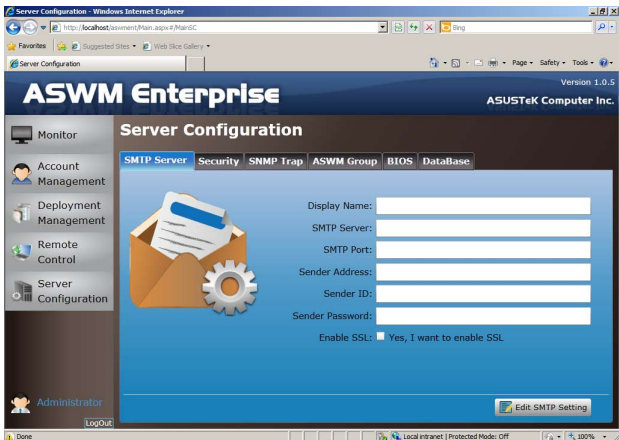 Server Configuration - Windows Internet Explorer
http://localhost/aswment/Main.aspx#/MainSC
Bing
Favorites
Suggested Sites
Web Slice Gallery
Server Configuration
Page
Safety
Tools
ASWM Enterprise
Version 1.0.5
ASUSTeK Computer Inc.
Monitor
Account Management
Deployment Management
Remote Control
Server Configuration
Administrator
LogOut
Server Configuration
SMTP Server
Security
SNMP Trap
ASWM Group
BIOS
DataBase
Display Name:
SMTP Server:
SMTP Port:
Sender Address:
Sender ID:
Sender Password:
Enable SSL: Yes, I want to enable SSL
Edit SMTP Setting
Done
Local intranet | Protected Mode: Off
100%